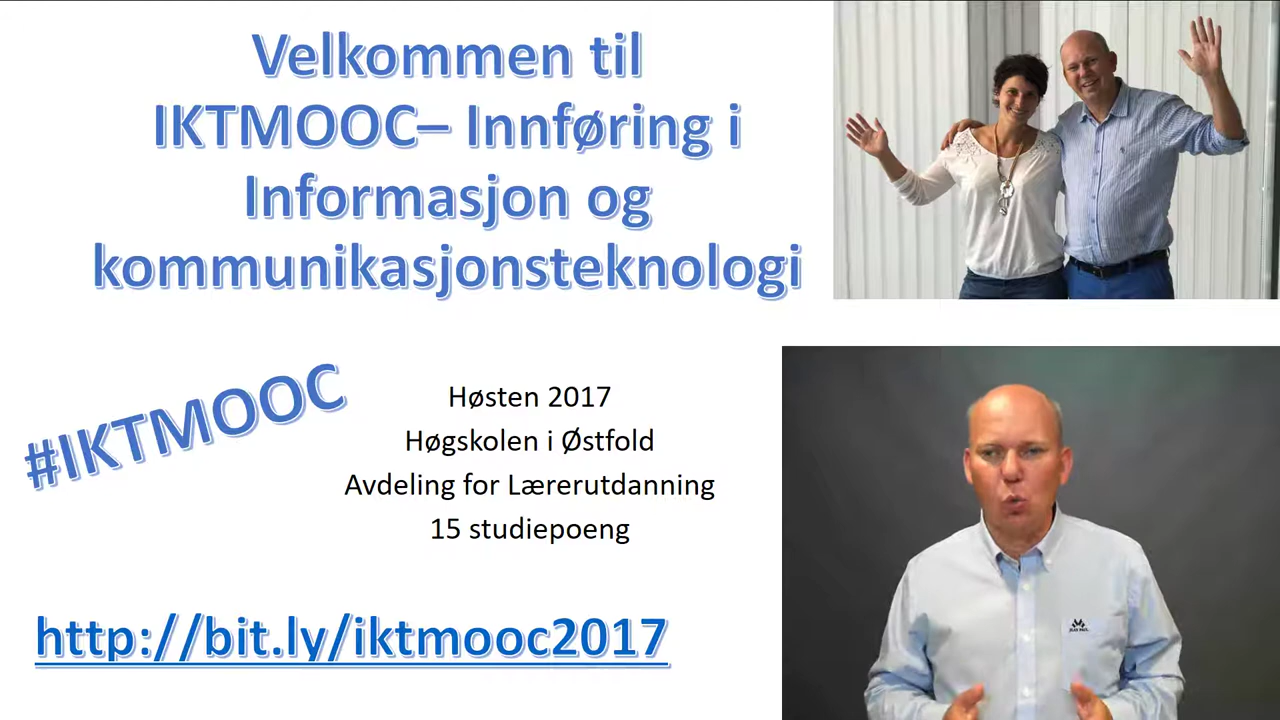 Velkommen til
IKTMOOC– Innføring i
Informasjon og
kommunikasjonsteknologi
#IKTMOOC
Høsten 2017
Høgskolen i Østfold
Avdeling for Lærerutdanning
15 studiepoeng
http://bit.ly/iktmooc2017